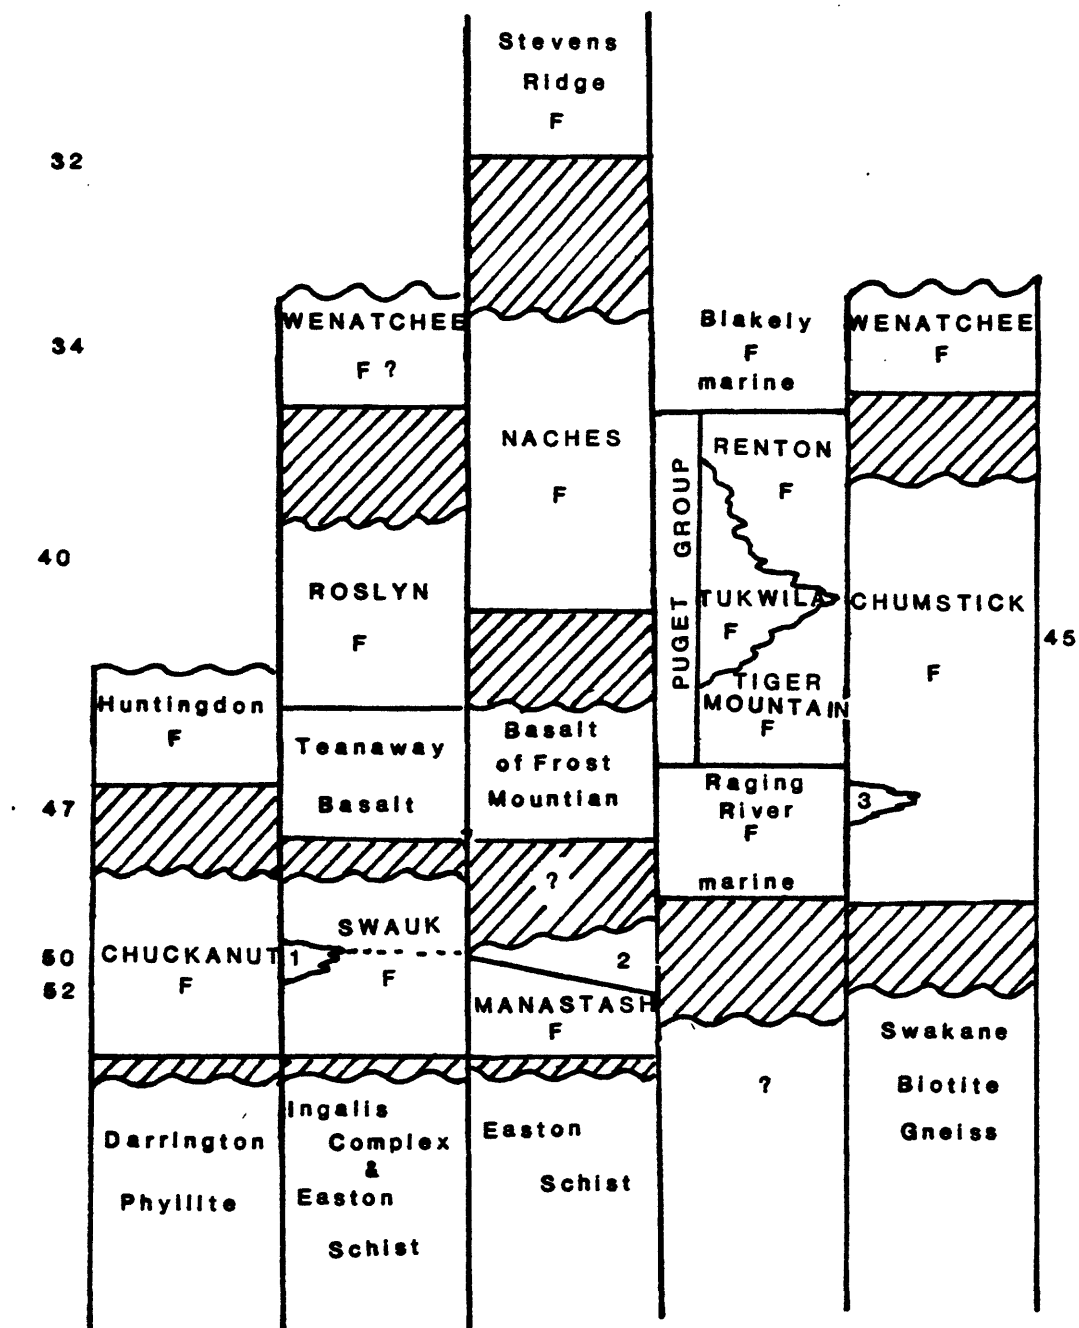 Stevens
Ridge
F
32
WENATCHEE
F ?
34
Blakely
F
marine
WENATCHEE
F
NACHES
F
PUGET GROUP
RENTON
F
40
ROSLYN
F
TUKWILA
F
CHUMSTICK
F
45
TIGER
MOUNTAIN
F
Huntingdon
F
Teanaway
Basalt
Basalt
of Frost
Mountian
Raging
River
F
marine
3
47
?
SWAUK
F
1
2
50
52
CHUCKANUT
F
MANASTASH
F
Swakane
Biotite
Gneiss
?
Darrington
Phyllite
Ingalls
Complex
&
Easton
Schist
Easton
Schist